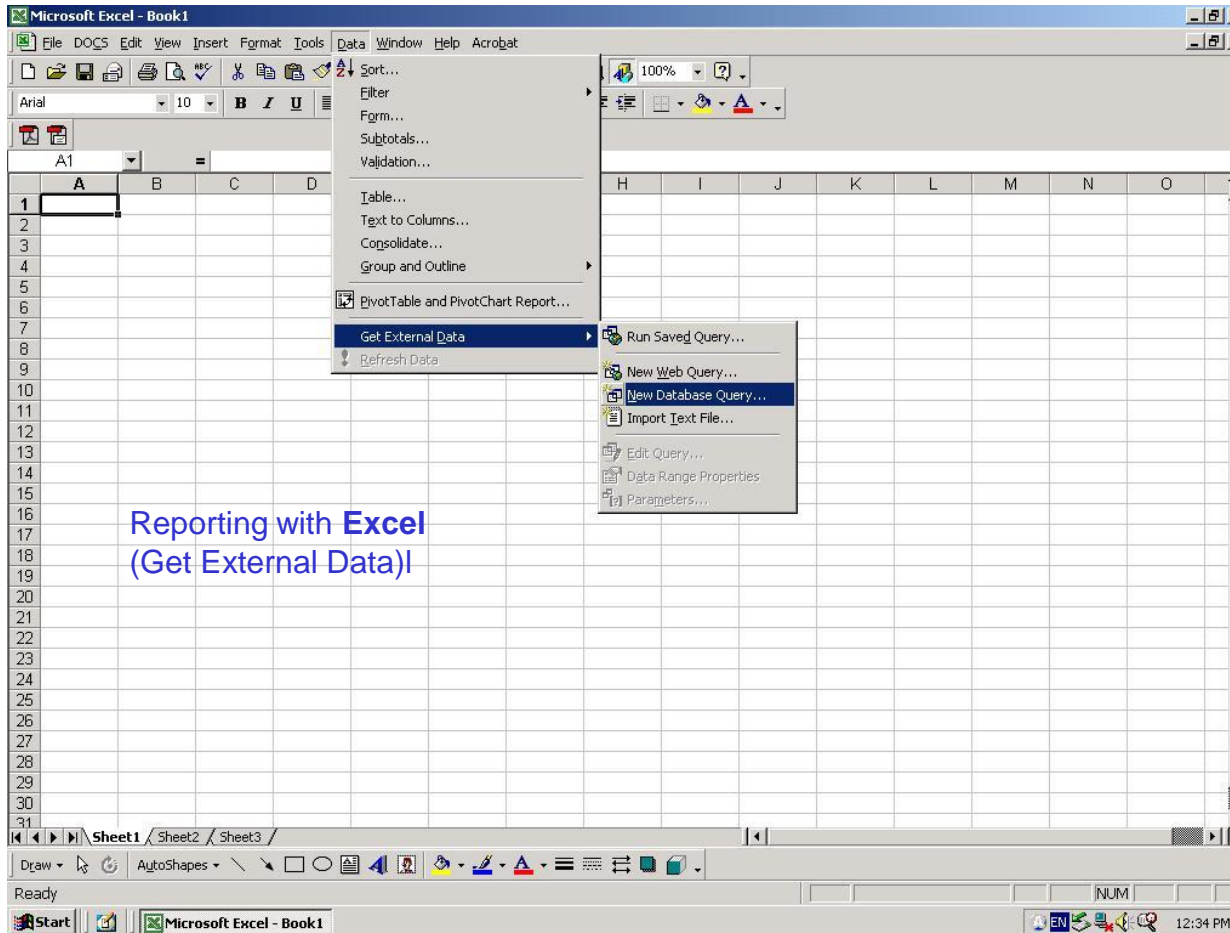 Microsoft Excel - Book1
File DOCS Edit View Insert Format Tools Data Window Help Acrobat
100%
Arial 10 B I U
A1 =
A B C D H I J K L M N O
Sort...
Filter
Form...
Subtotals...
Validation...
Table...
Text to Columns...
Consolidate...
Group and Outline
PivotTable and PivotChart Report...
Get External Data
Refresh Data
Run Saved Query...
New Web Query...
New Database Query...
Import Text File...
Edit Query...
Data Range Properties
Parameters...
1
2
3
4
5
6
7
8
9
10
11
12
13
14
15
16
17
18
19
20
21
22
23
24
25
26
27
28
29
30
31
Reporting with Excel
(Get External Data)l
Sheet1 Sheet2 Sheet3
Draw AutoShapes
Ready NUM
Start Microsoft Excel - Book1 EN 12:34 PM